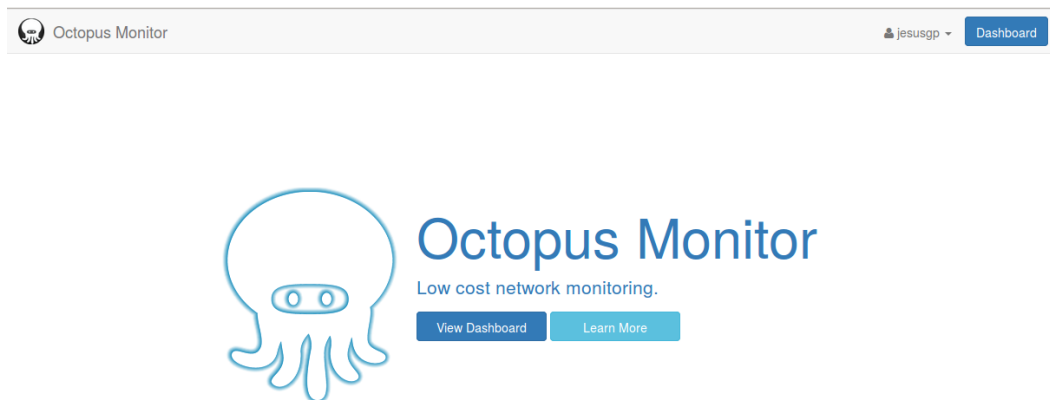 Octopus Monitor
jesusgp
Dashboard
Octopus Monitor
Low cost network monitoring.
View Dashboard
Learn More